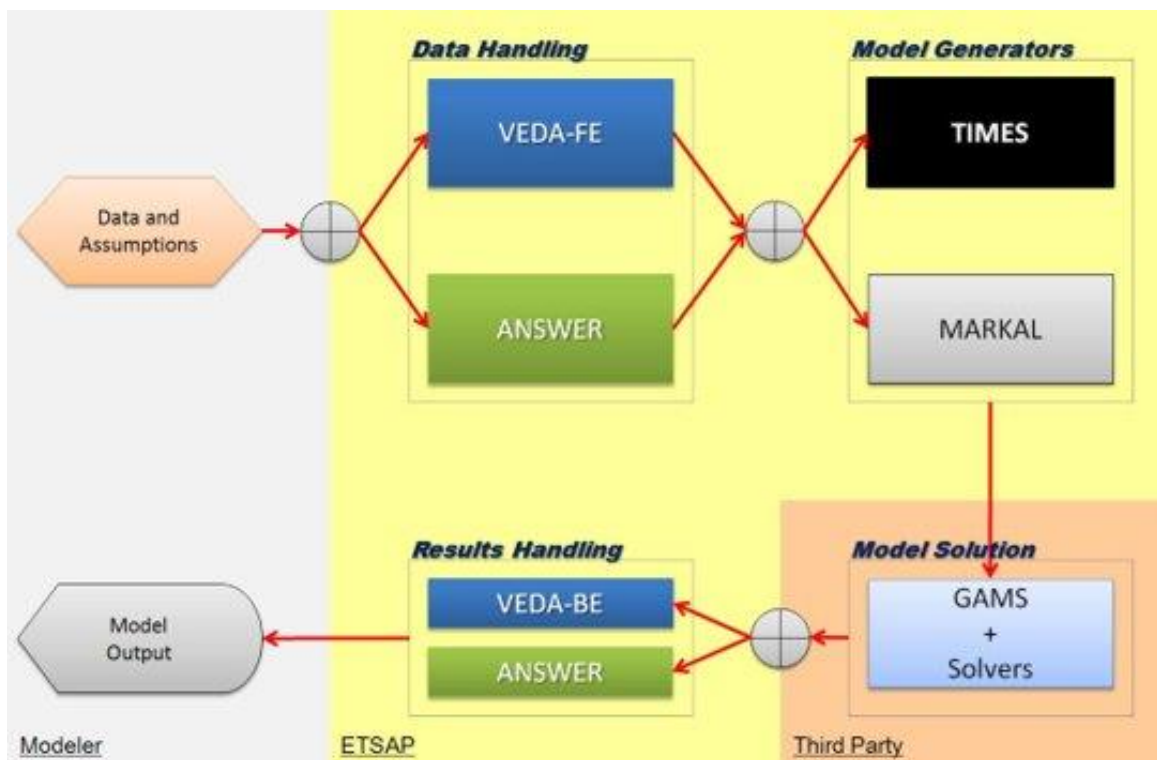 Data Handling
Model Generators
VEDA-FE
TIMES
Data and
Assumptions
ANSWER
MARKAL
Results Handling
Model Solution
VEDA-BE
GAMS
+
Solvers
Model
Output
ANSWER
Modeler
ETSAP
Third Party